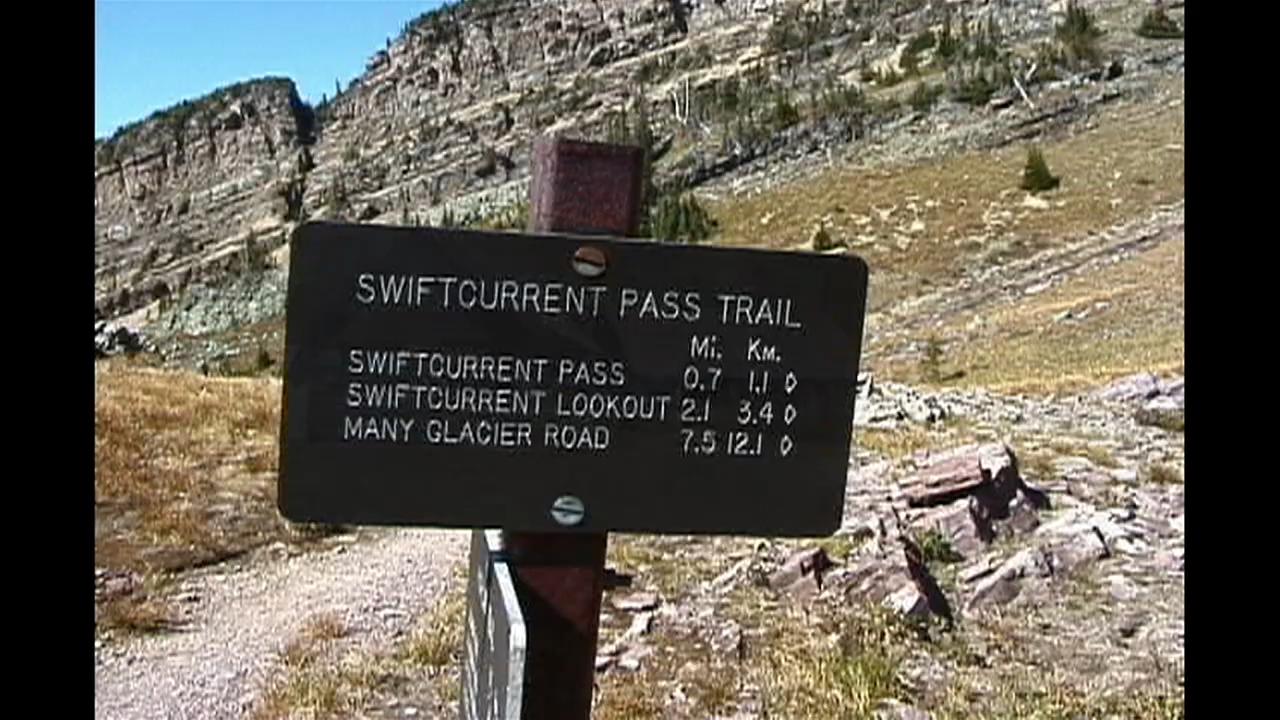 SWIFTCURRENT PASS TRAIL
Mi. Km.
SWIFTCURRENT PASS 0.7 1.1 ◊
SWIFTCURRENT LOOKOUT 2.1 3.4 ◊
MANY GLACIER ROAD 7.5 12.1 ◊